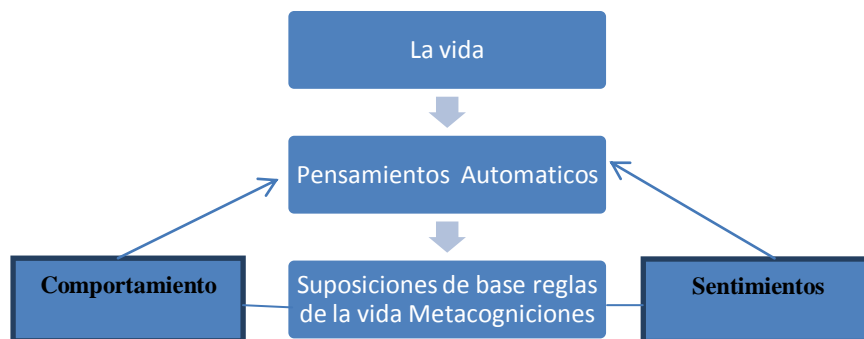 La vida
Pensamientos Automaticos
Comportamiento
Suposiciones de base reglas
de la vida Metacogniciones
Sentimientos